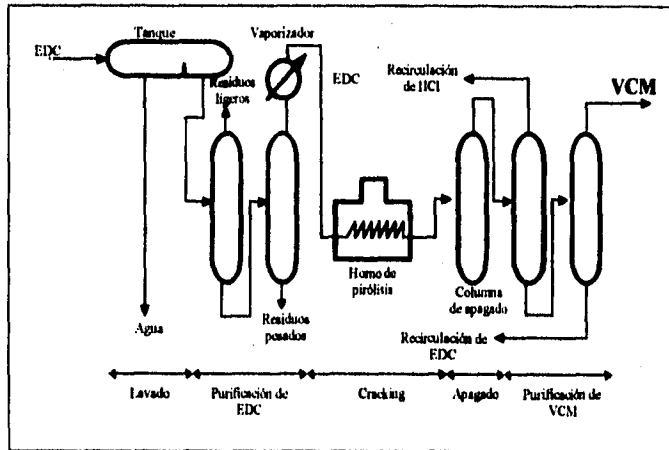 Tanque
Vaporizador
EDC
EDC
Residuos
ligeros
Recirculación
de HCl
VCM
Horno de
pirólisis
Columna
de apagado
Agua
Residuos
pesados
Recirculación de
EDC
Lavado
Purificación de
EDC
Cracking
Apagado
Purificación de
VCM